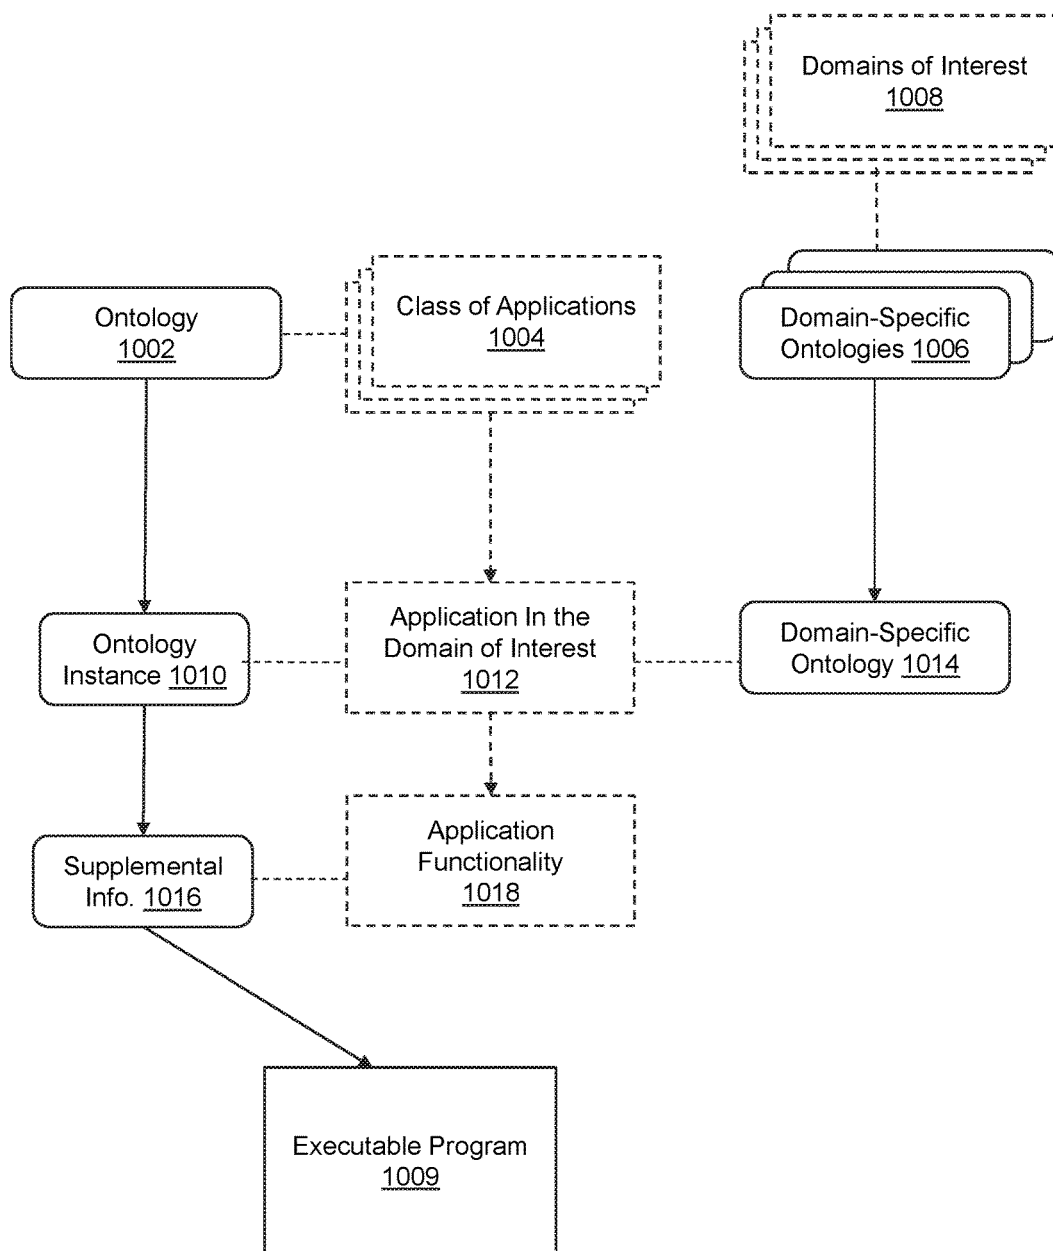 Domains of Interest
1008
Ontology
1002
Class of Applications
1004
Domain-Specific
Ontologies 1006
Ontology
Instance 1010
Application In the
Domain of Interest
1012
Domain-Specific
Ontology 1014
Supplemental
Info. 1016
Application
Functionality
1018
Executable Program
1009